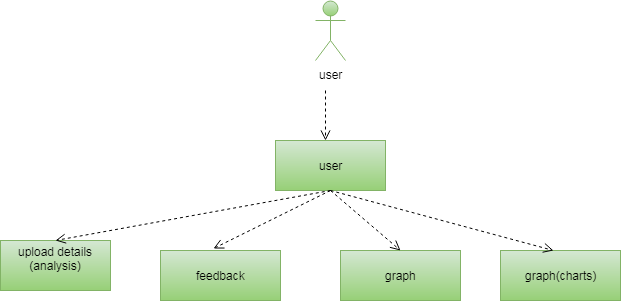 user
user
upload details
(analysis)
feedback
graph
graph(charts)